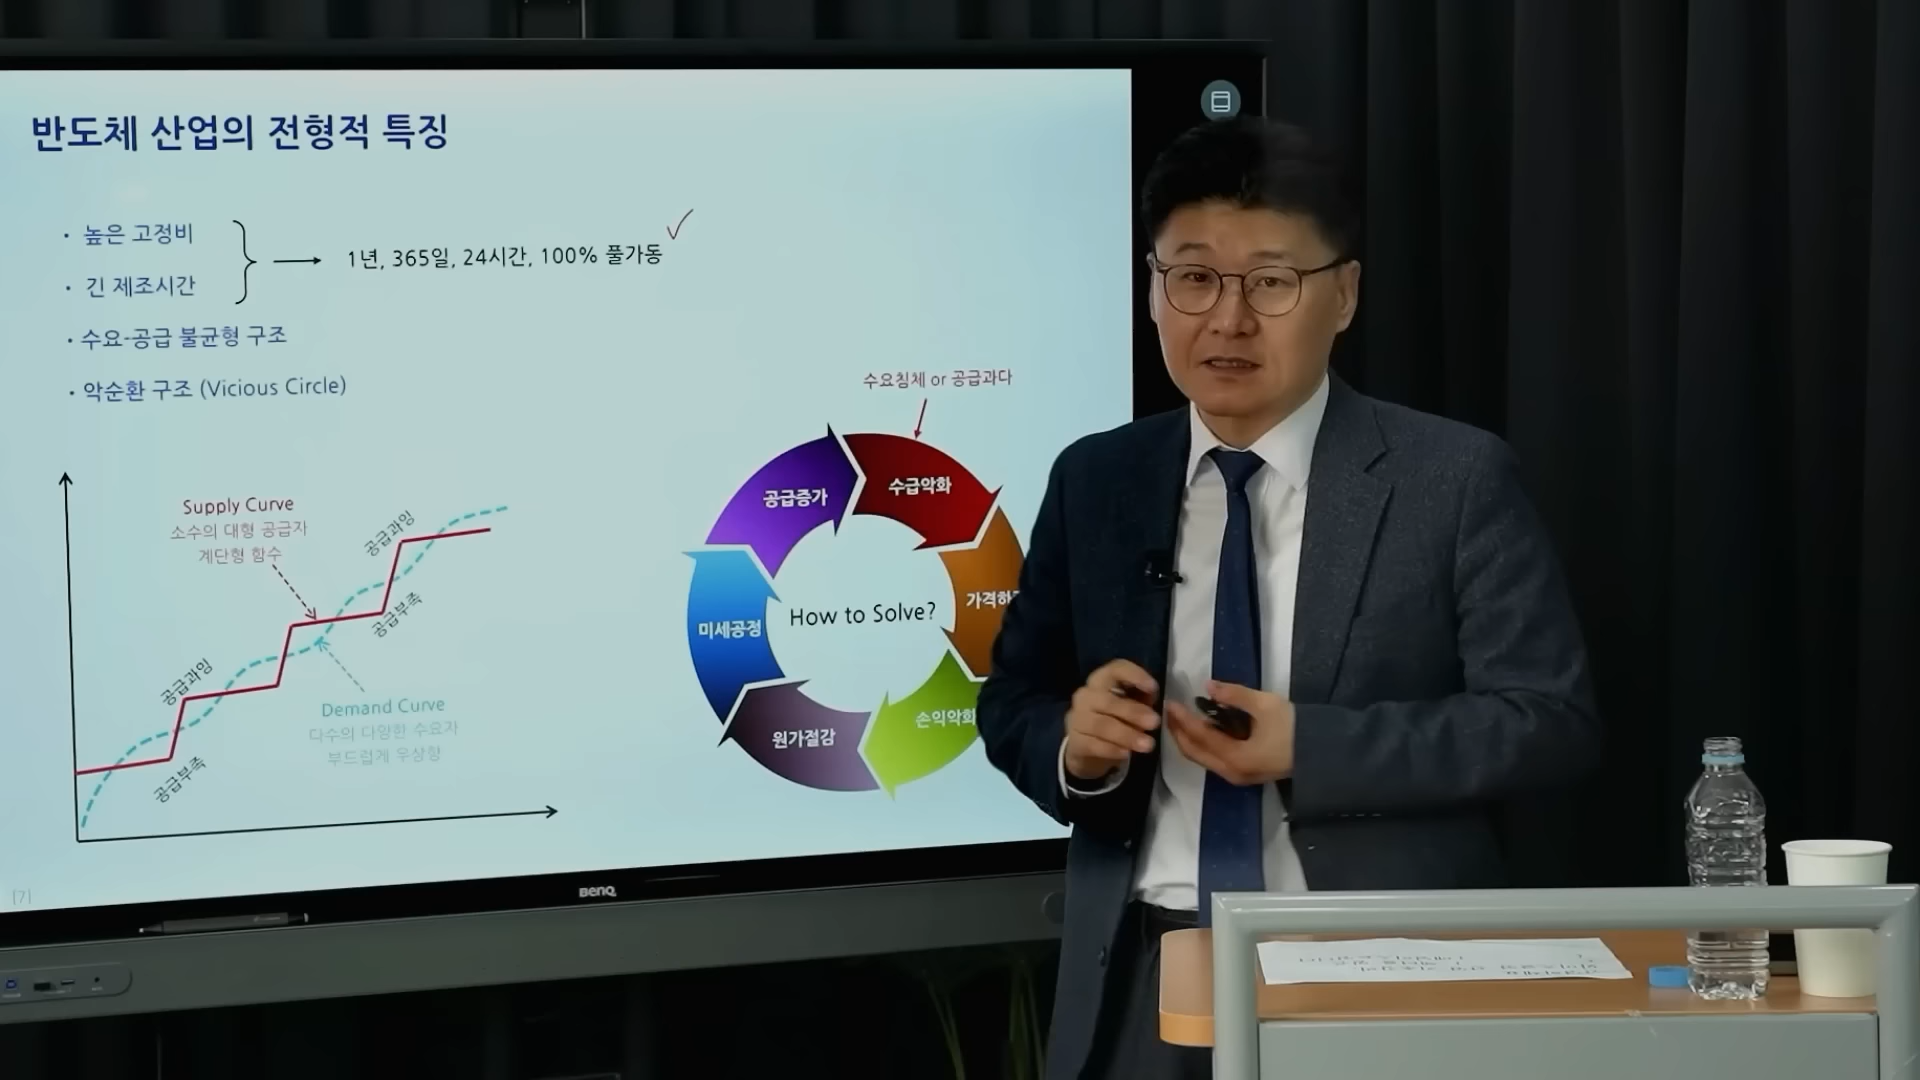 반도체 산업의 전형적 특징
· 높은 고정비
· 긴 제조시간
1년, 365일, 24시간, 100% 풀가동
· 수요-공급 불균형 구조
· 악순환 구조 (Vicious Circle)
Supply Curve
소수의 대형 공급자
계단형 함수
공급과잉
공급부족
공급과잉
공급부족
Demand Curve
다수의 다양한 수요자
부드럽게 우상향
수요침체 or 공급과다
수급악화
가격하
손익악화
원가절감
미세공정
공급증가
How to Solve?
[7]
BenQ